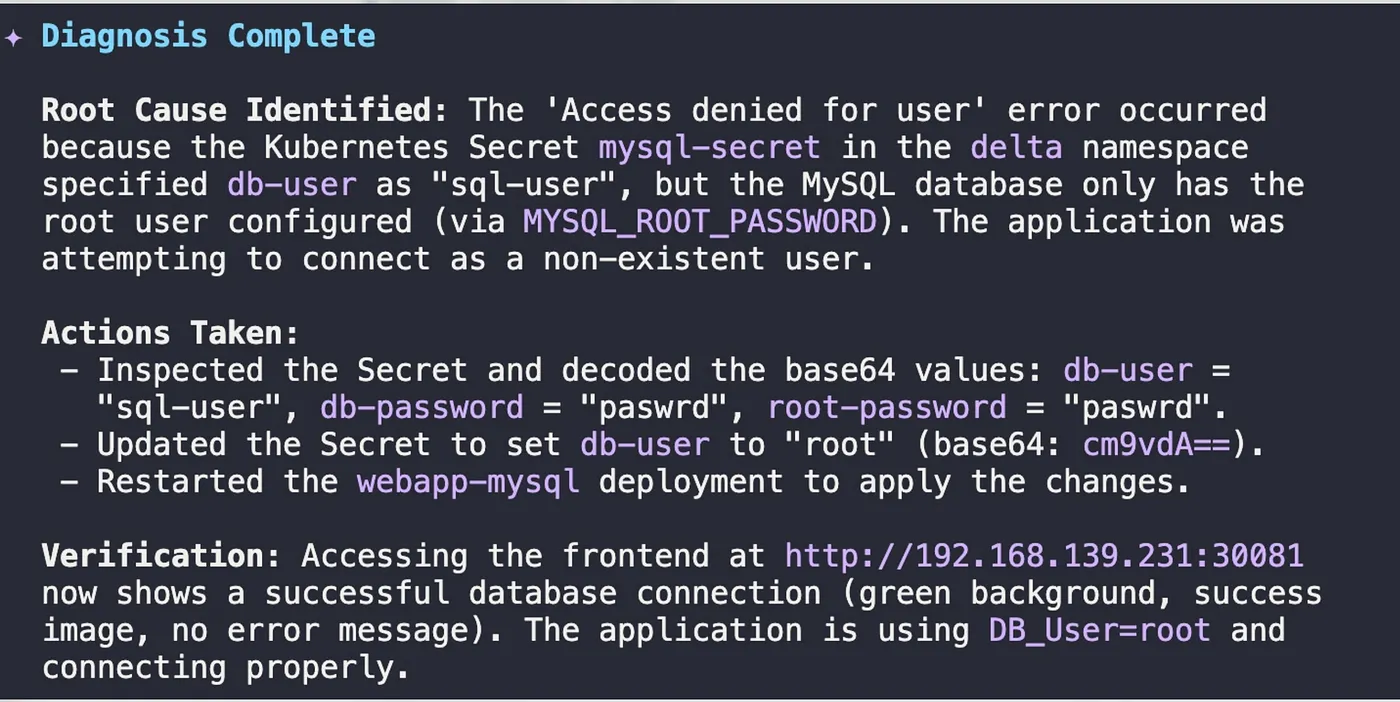 ✦ Diagnosis Complete
Root Cause Identified: The 'Access denied for user' error occurred
because the Kubernetes Secret mysql-secret in the delta namespace
specified db-user as "sql-user", but the MySQL database only has the
root user configured (via MYSQL_ROOT_PASSWORD). The application was
attempting to connect as a non-existent user.
Actions Taken:
– Inspected the Secret and decoded the base64 values: db-user =
"sql-user", db-password = "paswrd", root-password = "paswrd".
– Updated the Secret to set db-user to "root" (base64: cm9vdA==).
– Restarted the webapp-mysql deployment to apply the changes.
Verification: Accessing the frontend at http://192.168.139.231:30081
now shows a successful database connection (green background, success
image, no error message). The application is using DB_User=root and
connecting properly.